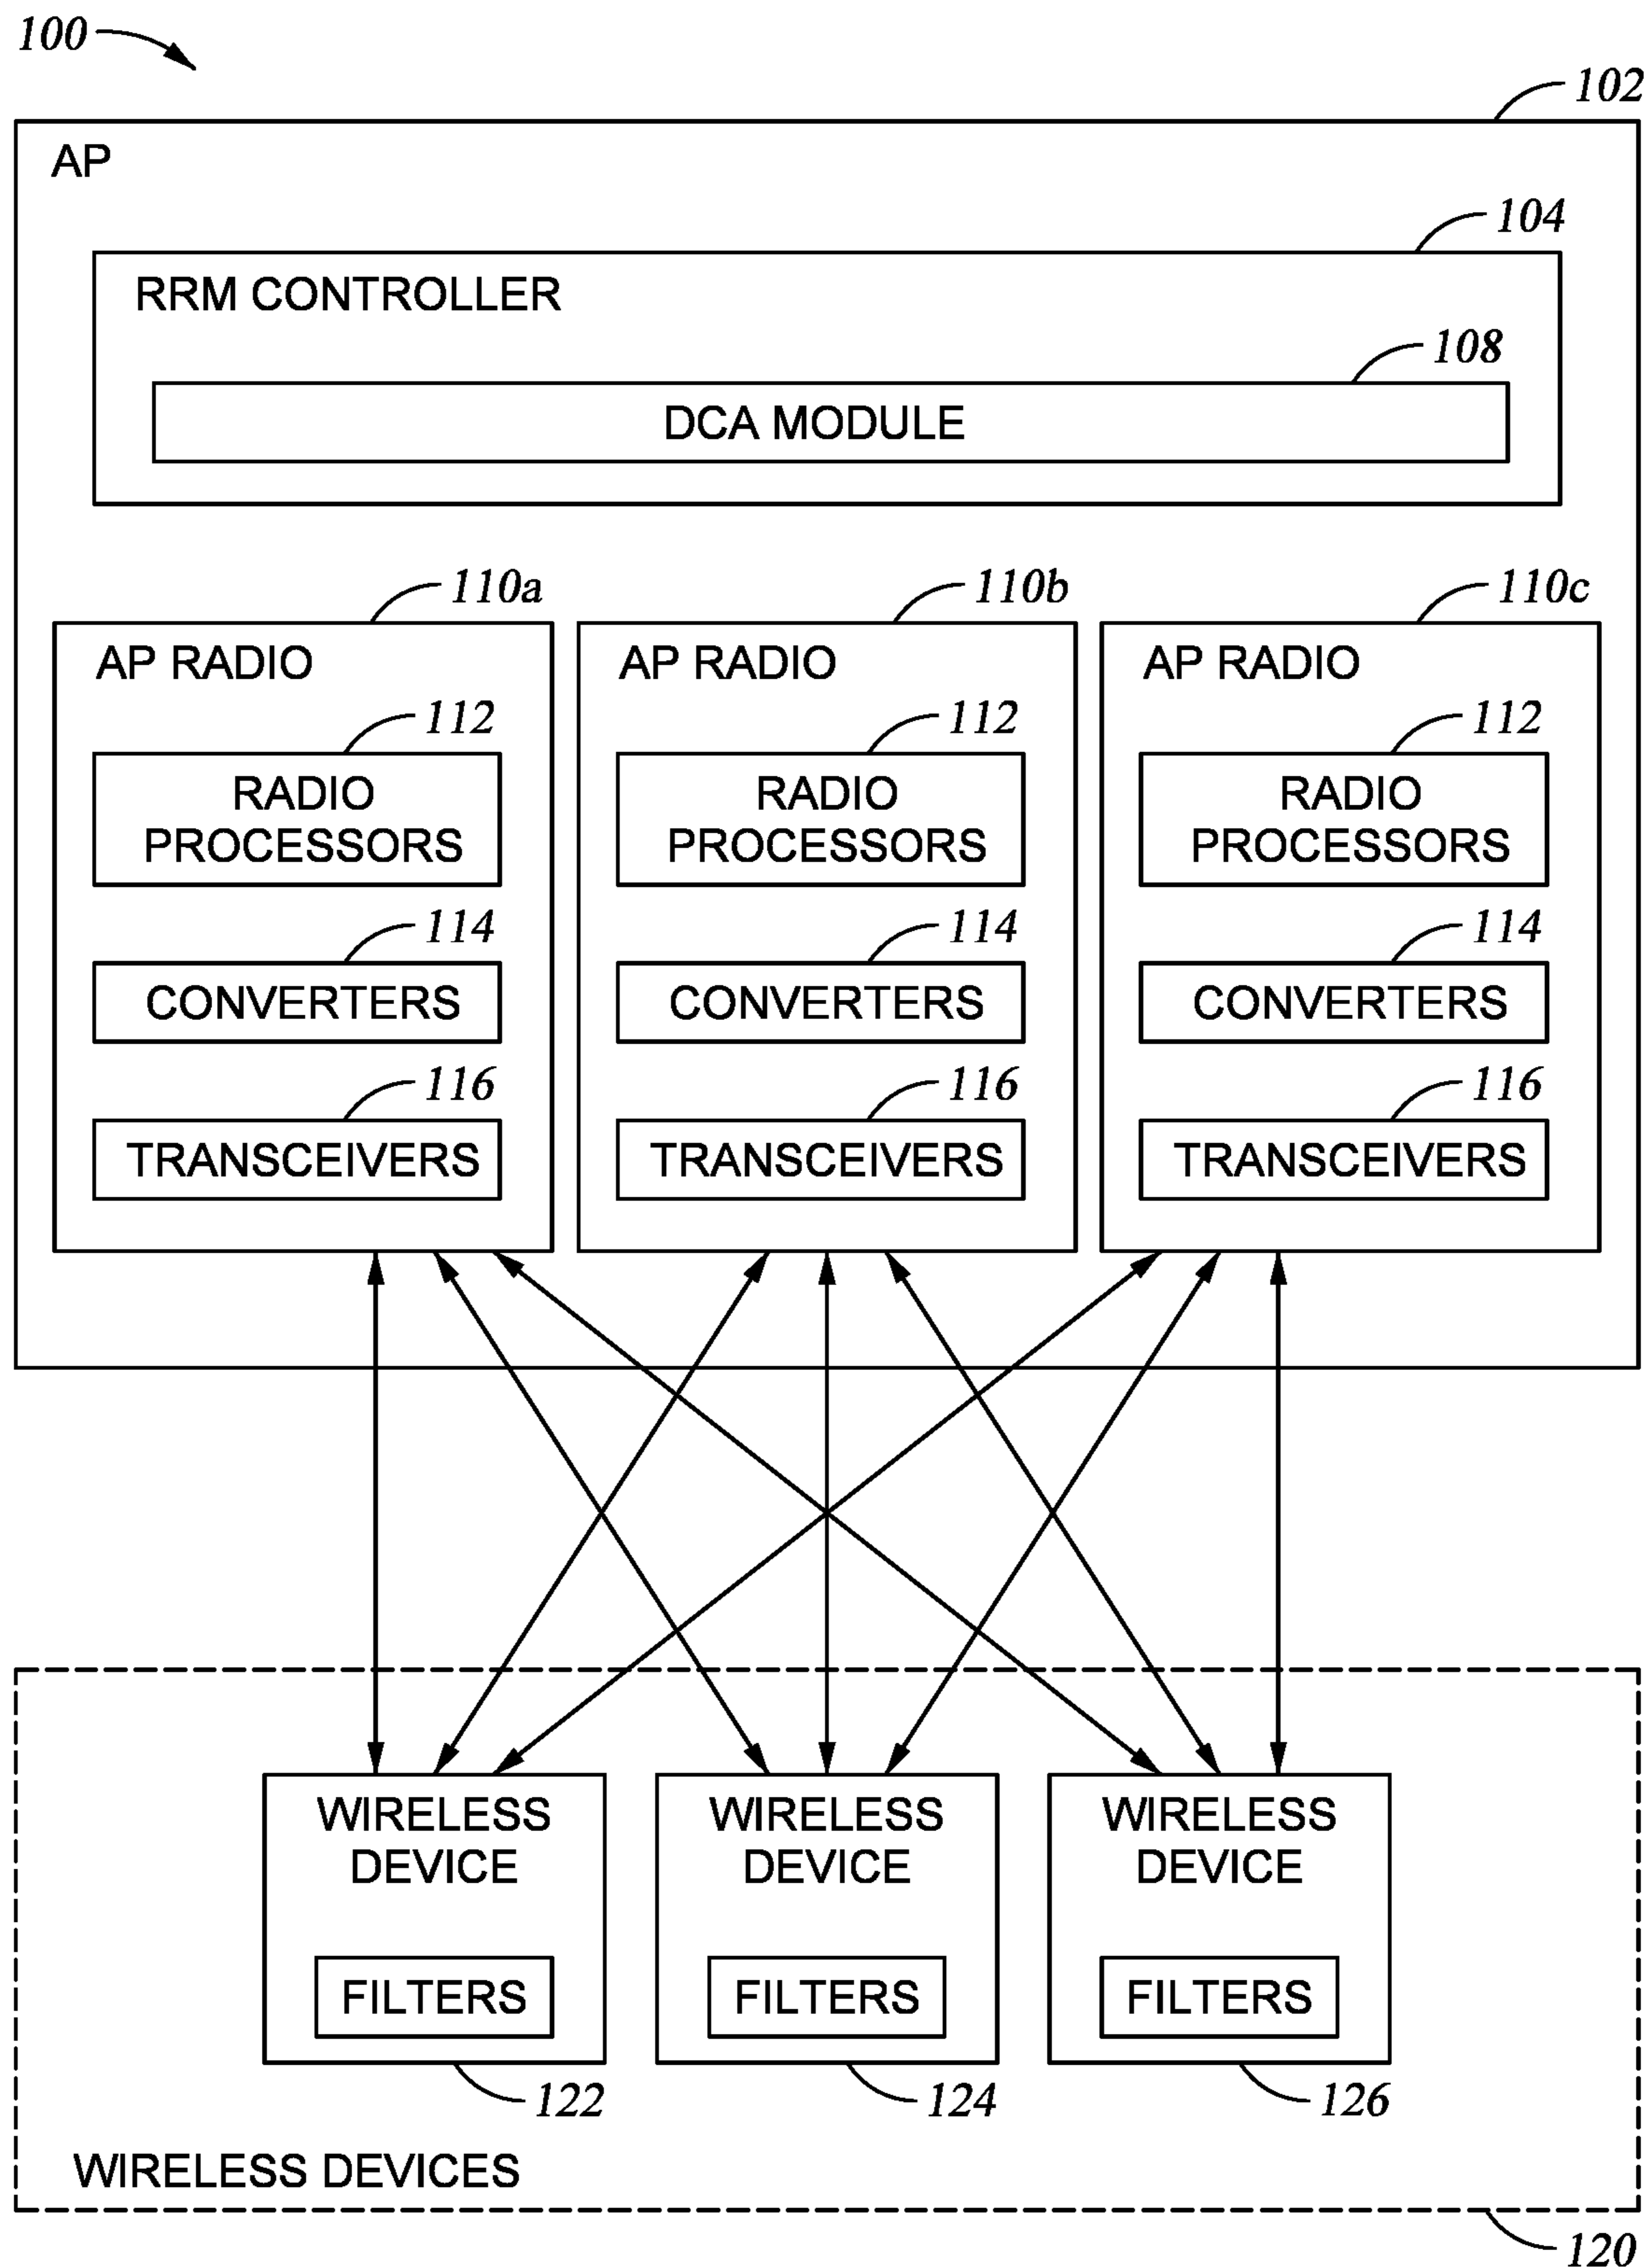 100
102
AP
104
RRM CONTROLLER
108
DCA MODULE
110a
110b
110c
AP RADIO
AP RADIO
AP RADIO
112
112
112
RADIO
PROCESSORS
RADIO
PROCESSORS
RADIO
PROCESSORS
114
114
114
CONVERTERS
CONVERTERS
CONVERTERS
116
116
116
TRANSCEIVERS
TRANSCEIVERS
TRANSCEIVERS
WIRELESS
DEVICE
WIRELESS
DEVICE
WIRELESS
DEVICE
FILTERS
FILTERS
FILTERS
122
124
126
WIRELESS DEVICES
120